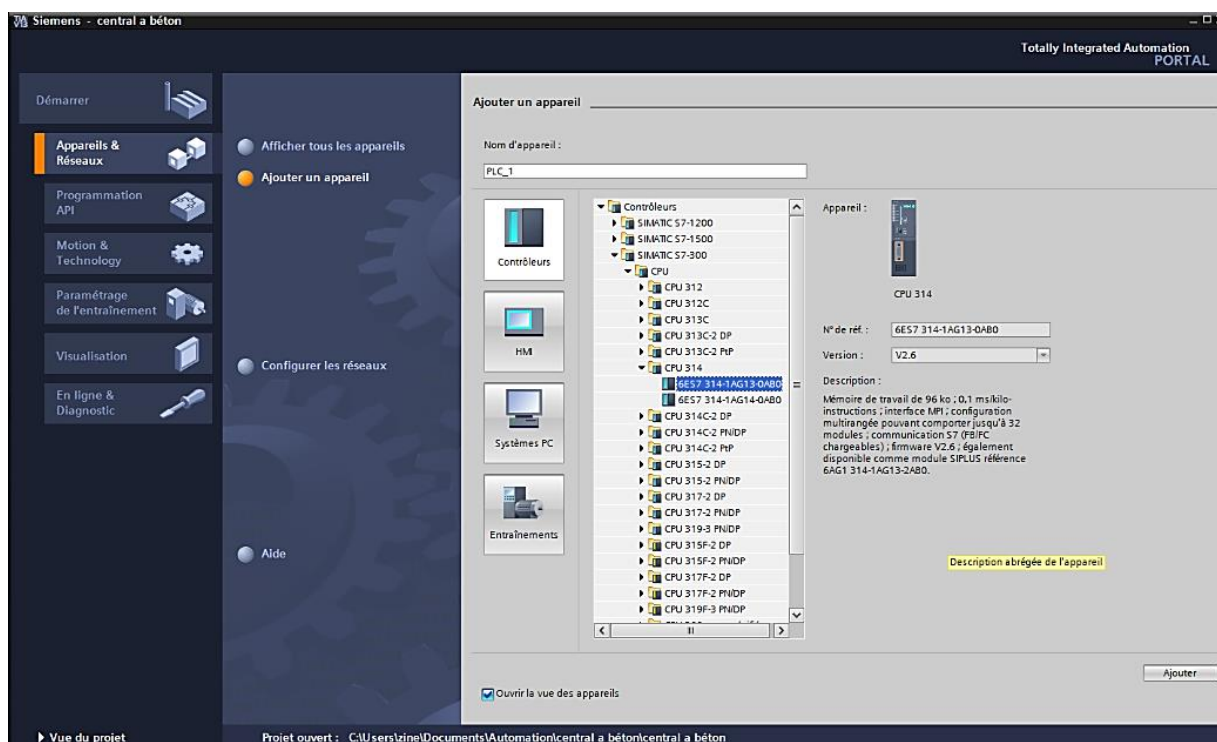 Siemens - central a béton
Totally Integrated Automation
PORTAL
Démarrer
Appareils &
Réseaux
Programmation
API
Motion &
Technology
Paramétrage
de l'entraînement
Visualisation
En ligne &
Diagnostic
Afficher tous les appareils
Ajouter un appareil
Configurer les réseaux
Aide
Ajouter un appareil
Nom d'appareil :
PLC_1
Contrôleurs
HMI
Systèmes PC
Entraînements
Contrôleurs
SIMATIC S7-1200
SIMATIC S7-1500
SIMATIC S7-300
CPU
CPU 312
CPU 312C
CPU 313C
CPU 313C-2 DP
CPU 313C-2 PtP
CPU 314
6ES7 314-1AG13-0AB0
6ES7 314-1AG14-0AB0
CPU 314C-2 DP
CPU 314C-2 PN/DP
CPU 314C-2 PtP
CPU 315-2 DP
CPU 315-2 PN/DP
CPU 317-2 DP
CPU 317-2 PN/DP
CPU 319-3 PN/DP
CPU 315F-2 DP
CPU 315F-2 PN/DP
CPU 317F-2 DP
CPU 317F-2 PN/DP
CPU 319F-3 PN/DP
Appareil :
CPU 314
N° de réf. :
6ES7 314-1AG13-0AB0
Version :
V2.6
Description :
Mémoire de travail de 96 ko ; 0,1 ms/kilo-
instructions ; interface MPI ; configuration
multirangée pouvant comporter jusqu'à 32
modules ; communication S7 (FB/FC
chargeables) ; firmware V2.6 ; également
disponible comme module SIPLUS référence
6AG1 314-1AG13-2AB0.
Description abrégée de l'appareil
Ajouter
Ouvrir la vue des appareils
Vue du projet
Projet ouvert : C:\Users\zine\Documents\Automation\central a béton\central a béton